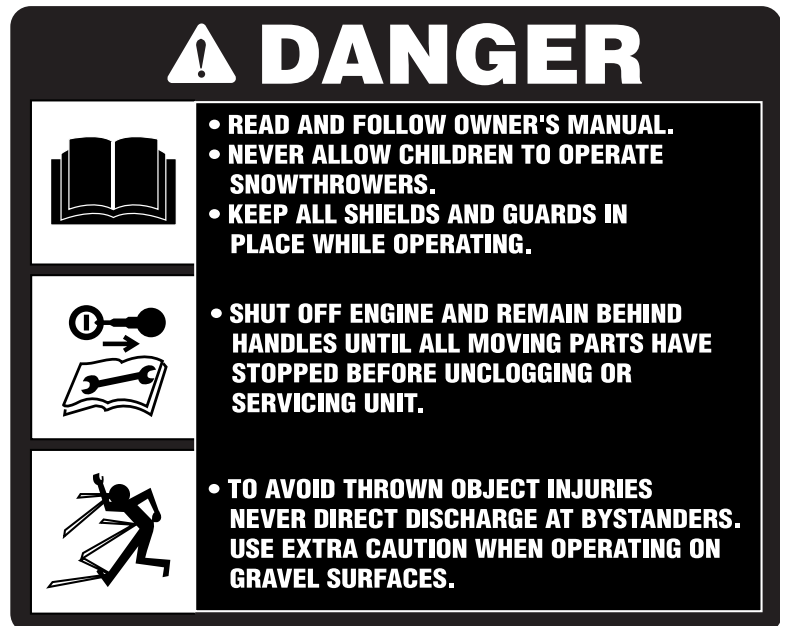 DANGER
• READ AND FOLLOW OWNER'S MANUAL.
• NEVER ALLOW CHILDREN TO OPERATE
SNOWTHROWERS.
• KEEP ALL SHIELDS AND GUARDS IN
PLACE WHILE OPERATING.
• SHUT OFF ENGINE AND REMAIN BEHIND
HANDLES UNTIL ALL MOVING PARTS HAVE
STOPPED BEFORE UNCLOGGING OR
SERVICING UNIT.
• TO AVOID THROWN OBJECT INJURIES
NEVER DIRECT DISCHARGE AT BYSTANDERS.
USE EXTRA CAUTION WHEN OPERATING ON
GRAVEL SURFACES.